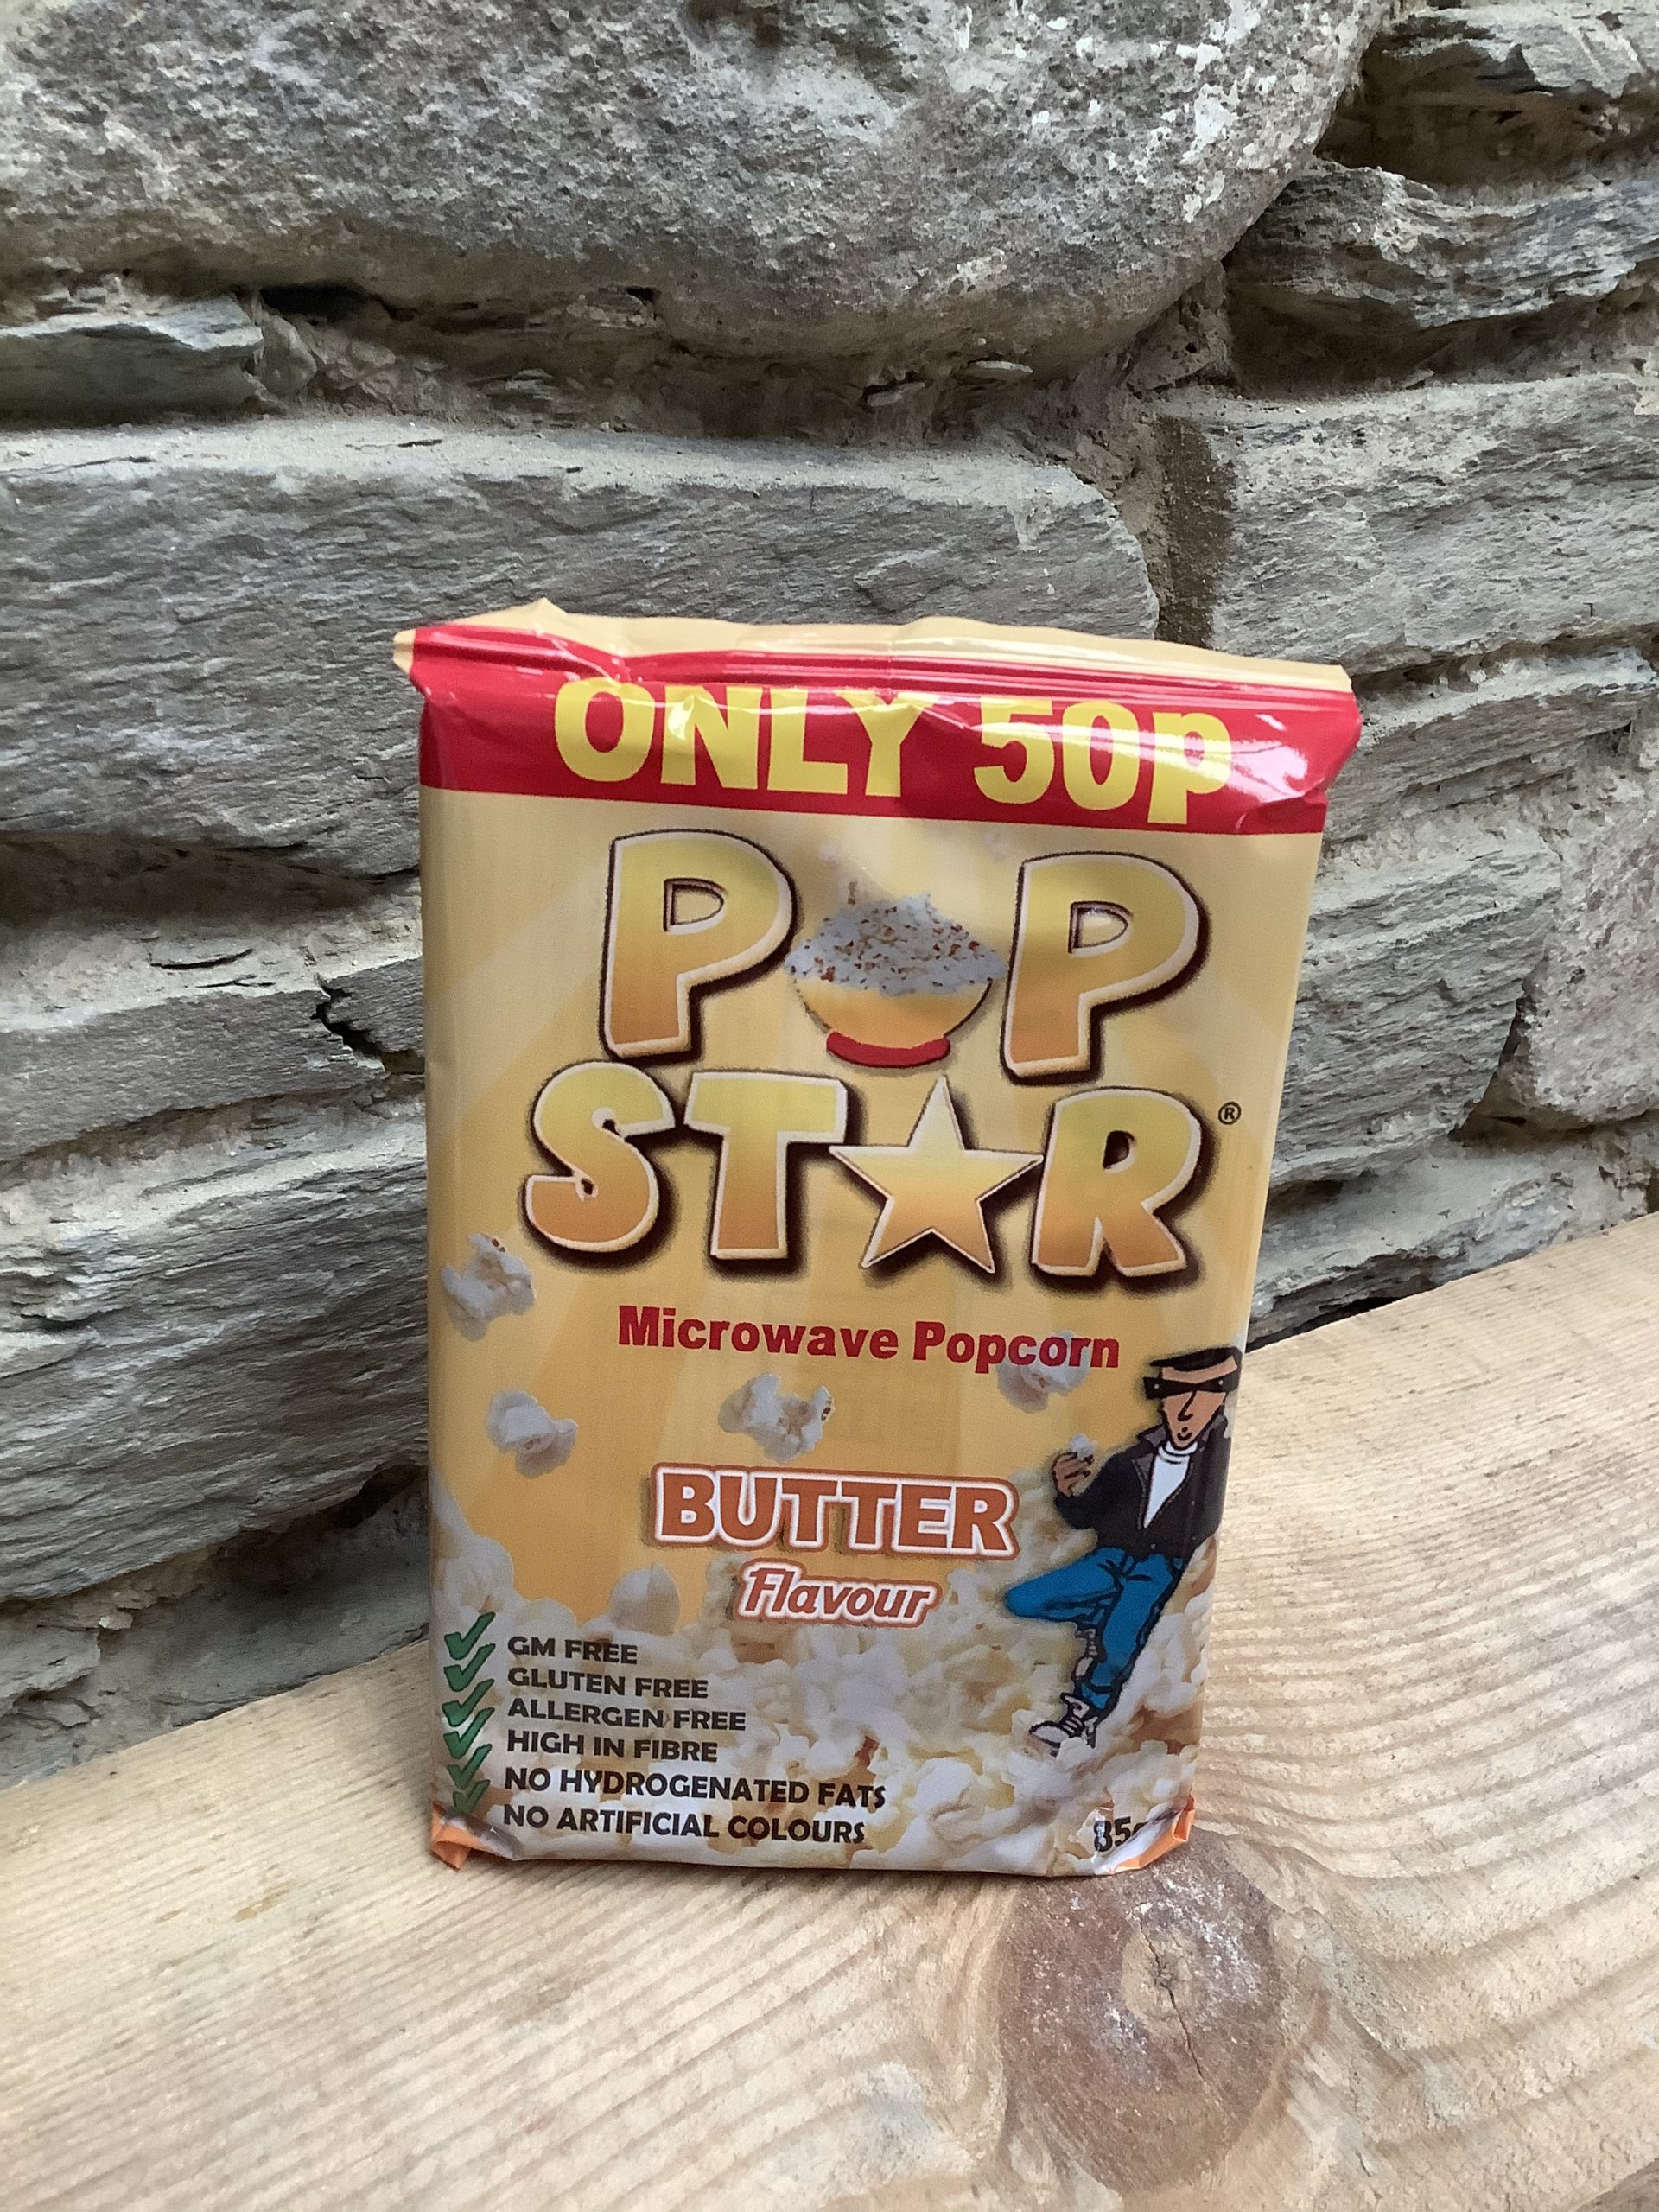 ONLY 50p
POP
STAR®
Microwave Popcorn
BUTTER
Flavour
GM FREE
GLUTEN FREE
ALLERGEN FREE
HIGH IN FIBRE
NO HYDROGENATED FATS
NO ARTIFICIAL COLOURS
85g